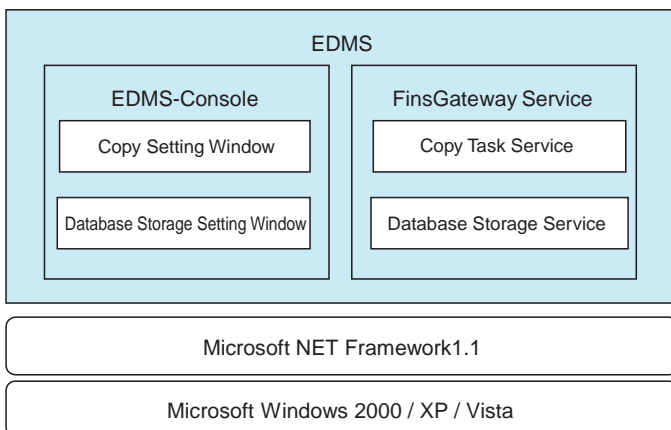 EDMS
EDMS-Console
Copy Setting Window
Database Storage Setting Window
FinsGateway Service
Copy Task Service
Database Storage Service
Microsoft NET Framework1.1
Microsoft Windows 2000 / XP / Vista